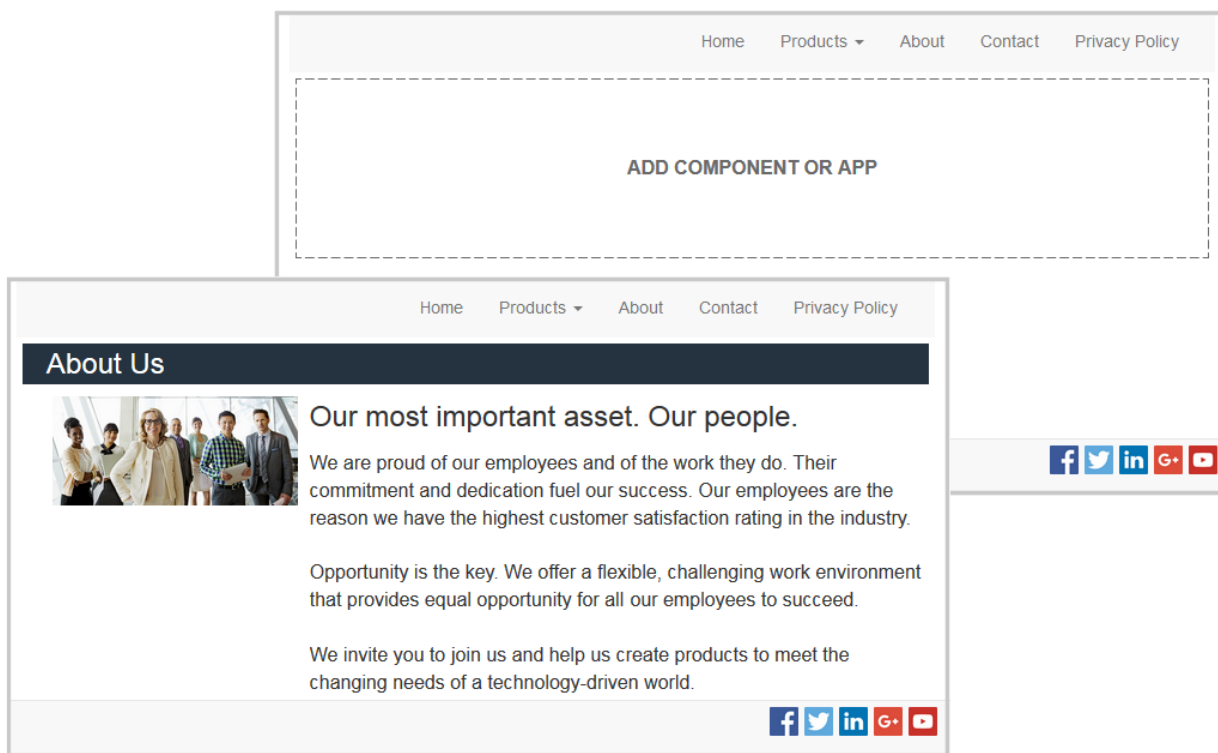 Home Products About Contact Privacy Policy
ADD COMPONENT OR APP
Home Products About Contact Privacy Policy
About Us
Our most important asset. Our people.
We are proud of our employees and of the work they do. Their
commitment and dedication fuel our success. Our employees are the
reason we have the highest customer satisfaction rating in the industry.
Opportunity is the key. We offer a flexible, challenging work environment
that provides equal opportunity for all our employees to succeed.
We invite you to join us and help us create products to meet the
changing needs of a technology-driven world.
f in G+
f in G+